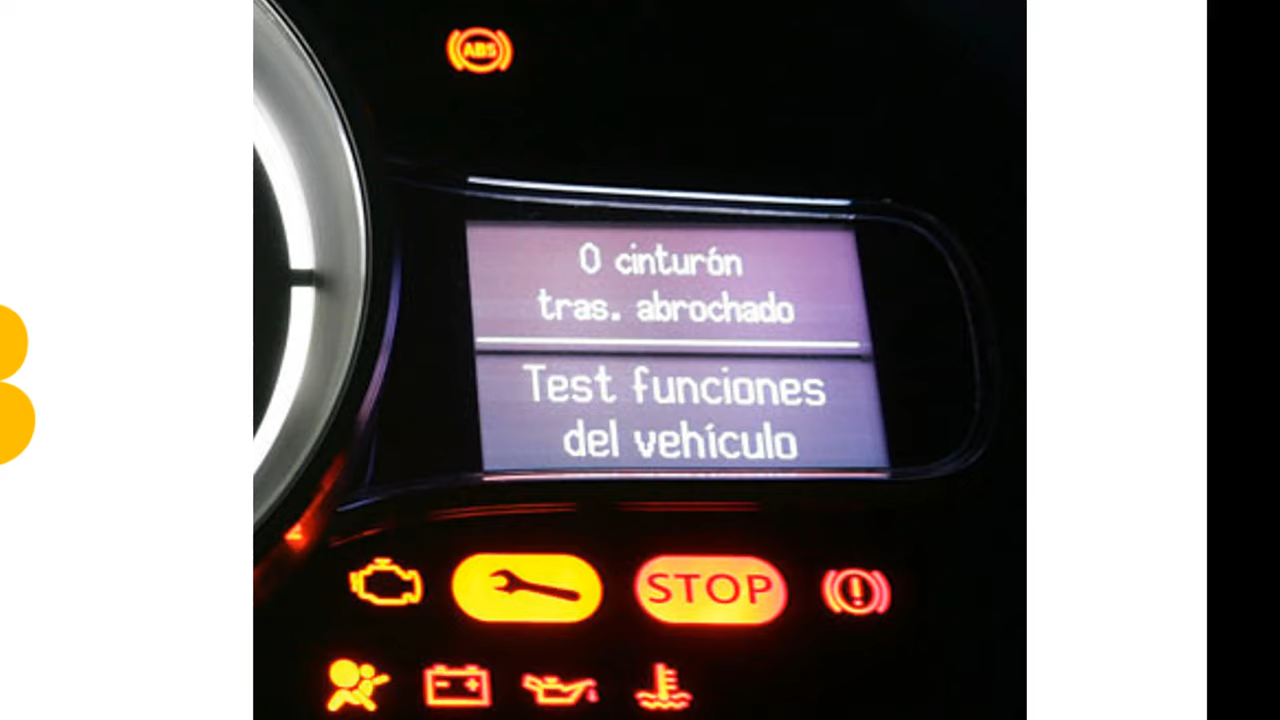 ABS
0 cinturón
tras. abrochado
Test funciones
del vehículo
STOP